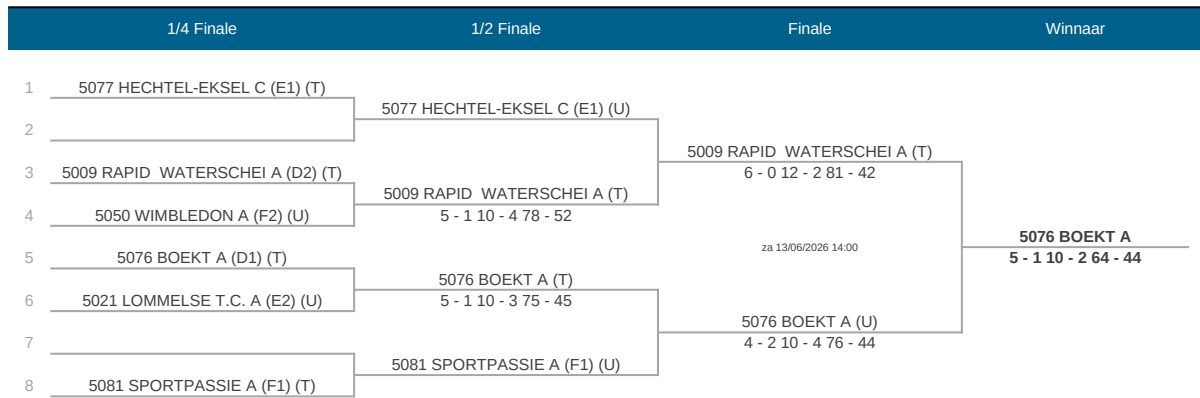 1/4 Finale 1/2 Finale Finale Winnaar
1 5077 HECHTEL-EKSEL C (E1) (T)
5077 HECHTEL-EKSEL C (E1) (U)
2
5009 RAPID WATERSCHEI A (T)
3 5009 RAPID WATERSCHEI A (D2) (T)
6 - 0 12 - 2 81 - 42
5009 RAPID WATERSCHEI A (T)
4 5050 WIMBLEDON A (F2) (U)
5 - 1 10 - 4 78 - 52
5076 BOEKT A
za 13/06/2026 14:00
5 5076 BOEKT A (D1) (T)
5 - 1 10 - 2 64 - 44
5076 BOEKT A (T)
6 5021 LOMMELSE T.C. A (E2) (U)
5 - 1 10 - 3 75 - 45
5076 BOEKT A (U)
7
4 - 2 10 - 4 76 - 44
5081 SPORTPASSIE A (F1) (U)
8 5081 SPORTPASSIE A (F1) (T)